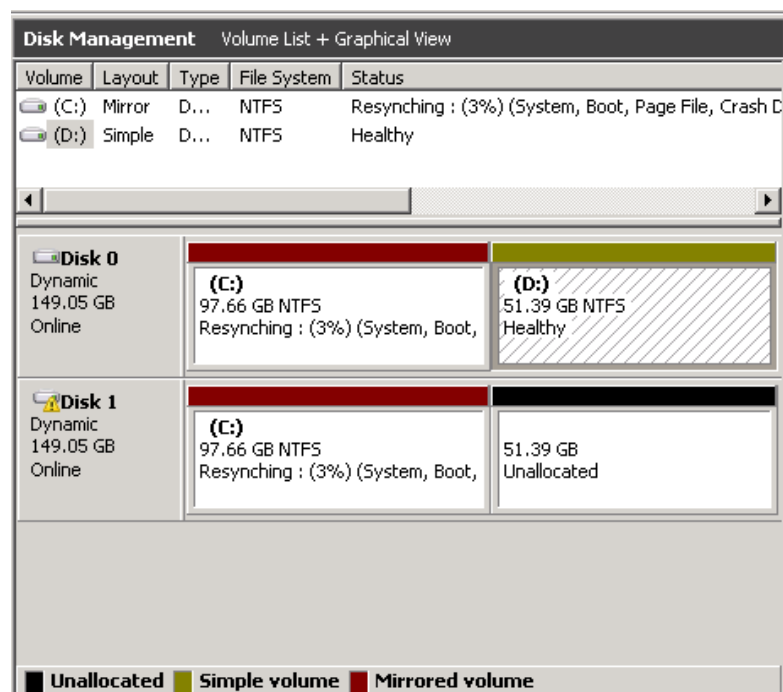 Disk Management Volume List + Graphical View
Volume Layout Type File System Status
(C:) Mirror D... NTFS Resynching : (3%) (System, Boot, Page File, Crash D
(D:) Simple D... NTFS Healthy
Disk 0
Dynamic
149.05 GB
Online
(C:)
97.66 GB NTFS
Resynching : (3%) (System, Boot,
(D:)
51.39 GB NTFS
Healthy
Disk 1
Dynamic
149.05 GB
Online
(C:)
97.66 GB NTFS
Resynching : (3%) (System, Boot,
51.39 GB
Unallocated
Unallocated Simple volume Mirrored volume